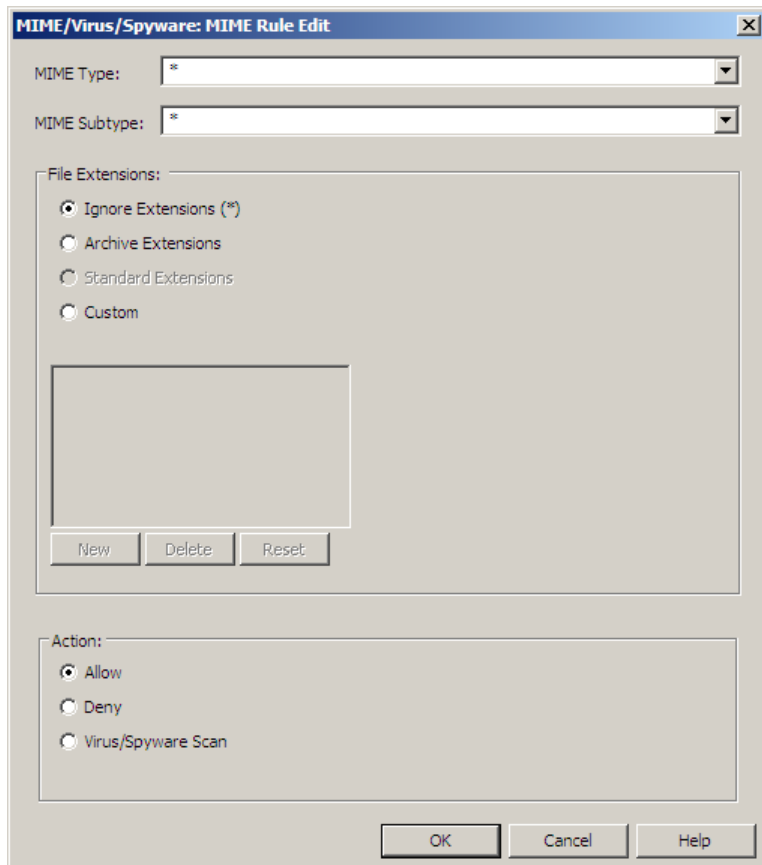 MIME/Virus/Spyware: MIME Rule Edit
MIME Type: *
MIME Subtype: *
File Extensions:
Ignore Extensions (*)
Archive Extensions
Standard Extensions
Custom
New Delete Reset
Action:
Allow
Deny
Virus/Spyware Scan
OK Cancel Help